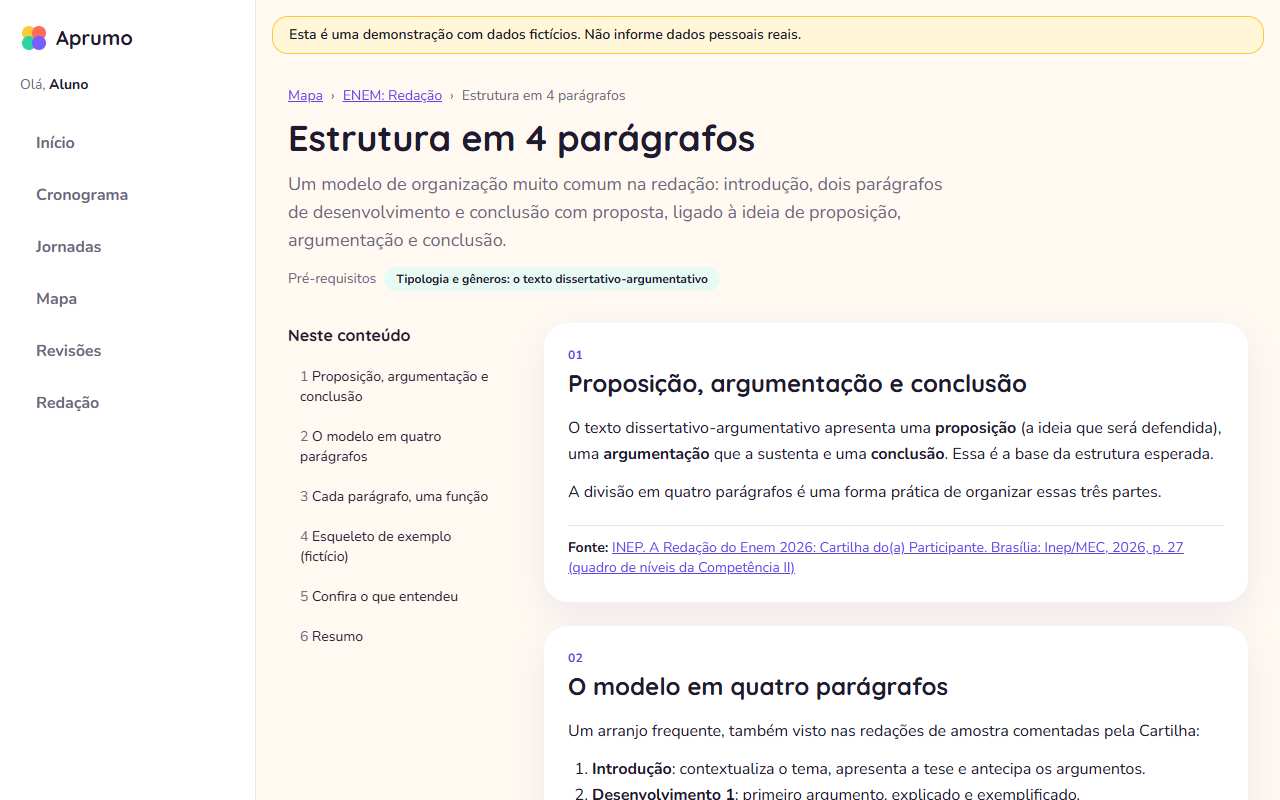 Aprumo
Olá, Aluno
Início
Cronograma
Jornadas
Mapa
Revisões
Redação
Esta é uma demonstração com dados fictícios. Não informe dados pessoais reais.
Mapa › ENEM: Redação › Estrutura em 4 parágrafos
Estrutura em 4 parágrafos
Um modelo de organização muito comum na redação: introdução, dois parágrafos
de desenvolvimento e conclusão com proposta, ligado à ideia de proposição,
argumentação e conclusão.
Pré-requisitos Tipologia e gêneros: o texto dissertativo-argumentativo
Neste conteúdo
1 Proposição, argumentação e
conclusão
2 O modelo em quatro
parágrafos
3 Cada parágrafo, uma função
4 Esqueleto de exemplo
(fictício)
5 Confira o que entendeu
6 Resumo
01
Proposição, argumentação e conclusão
O texto dissertativo-argumentativo apresenta uma proposição (a ideia que será defendida),
uma argumentação que a sustenta e uma conclusão. Essa é a base da estrutura esperada.
A divisão em quatro parágrafos é uma forma prática de organizar essas três partes.
Fonte: INEP. A Redação do Enem 2026: Cartilha do(a) Participante. Brasília: Inep/MEC, 2026, p. 27
(quadro de níveis da Competência II)
02
O modelo em quatro parágrafos
Um arranjo frequente, também visto nas redações de amostra comentadas pela Cartilha:
1. Introdução: contextualiza o tema, apresenta a tese e antecipa os argumentos.
2. Desenvolvimento 1: primeiro argumento, explicado e exemplificado.